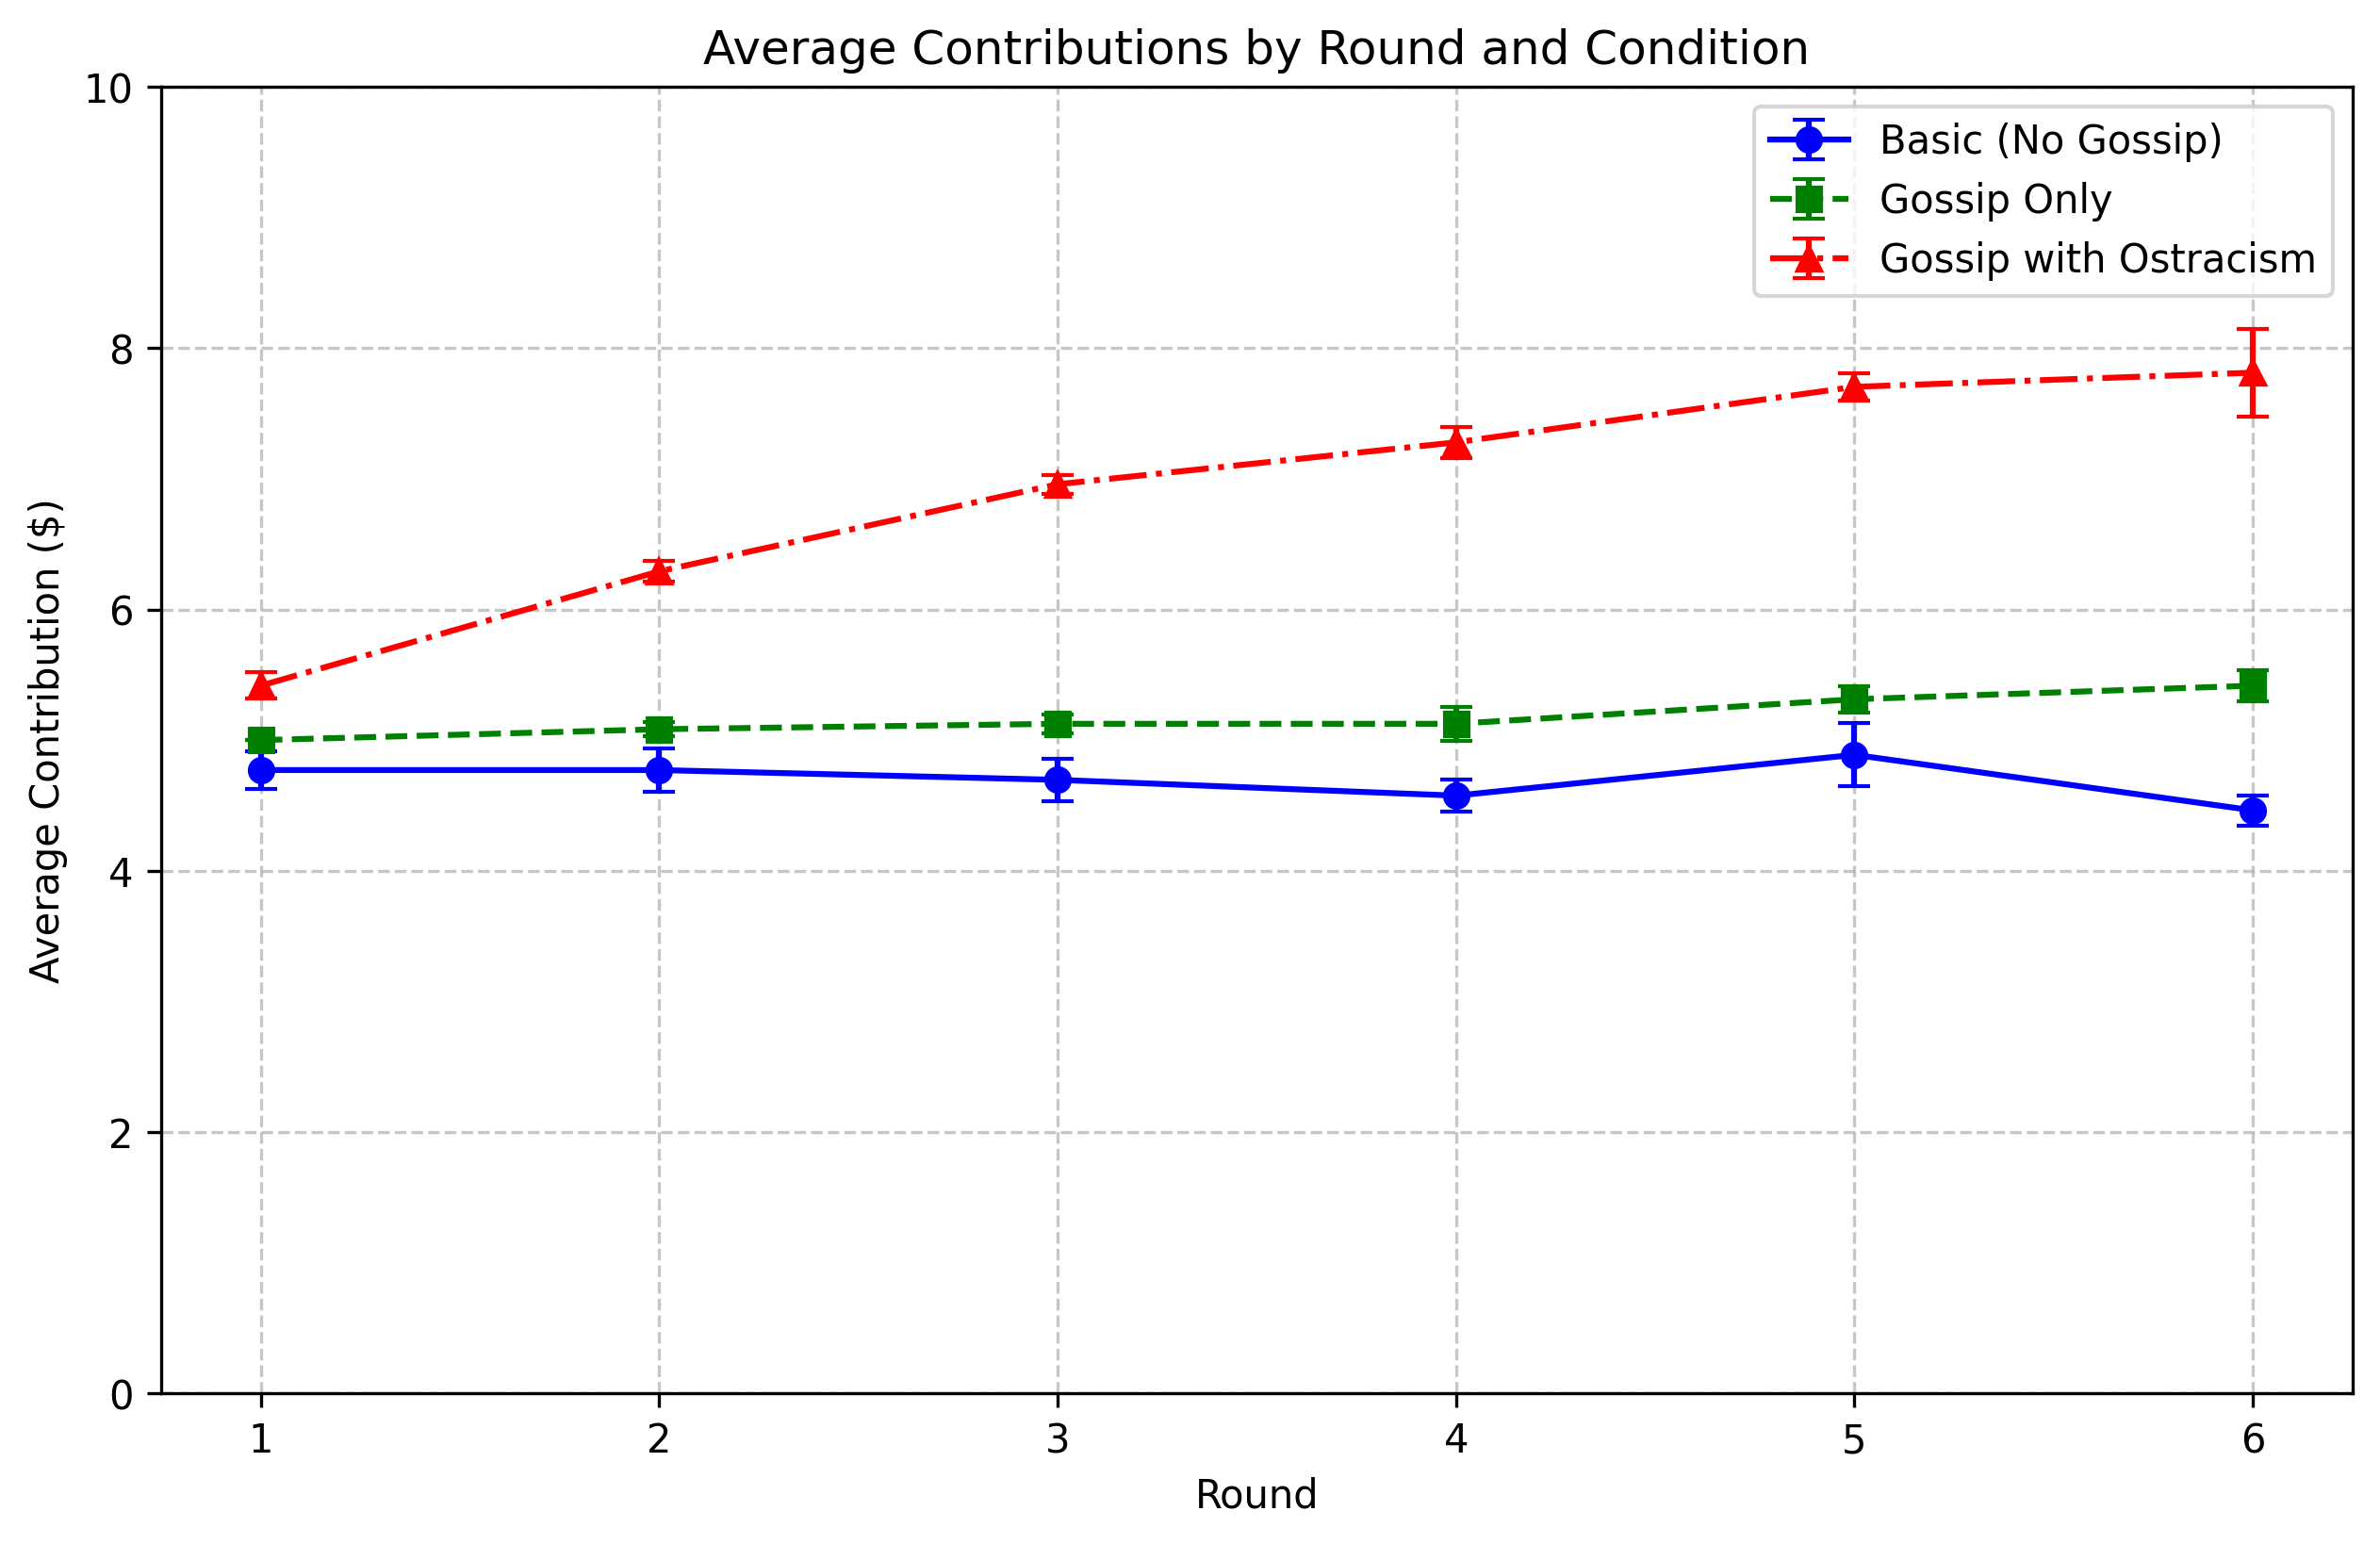 Average Contributions by Round and Condition
10
8
6
4
2
0
Average Contribution ($)
Basic (No Gossip)
Gossip Only
Gossip with Ostracism
1 2 3 4 5 6
Round